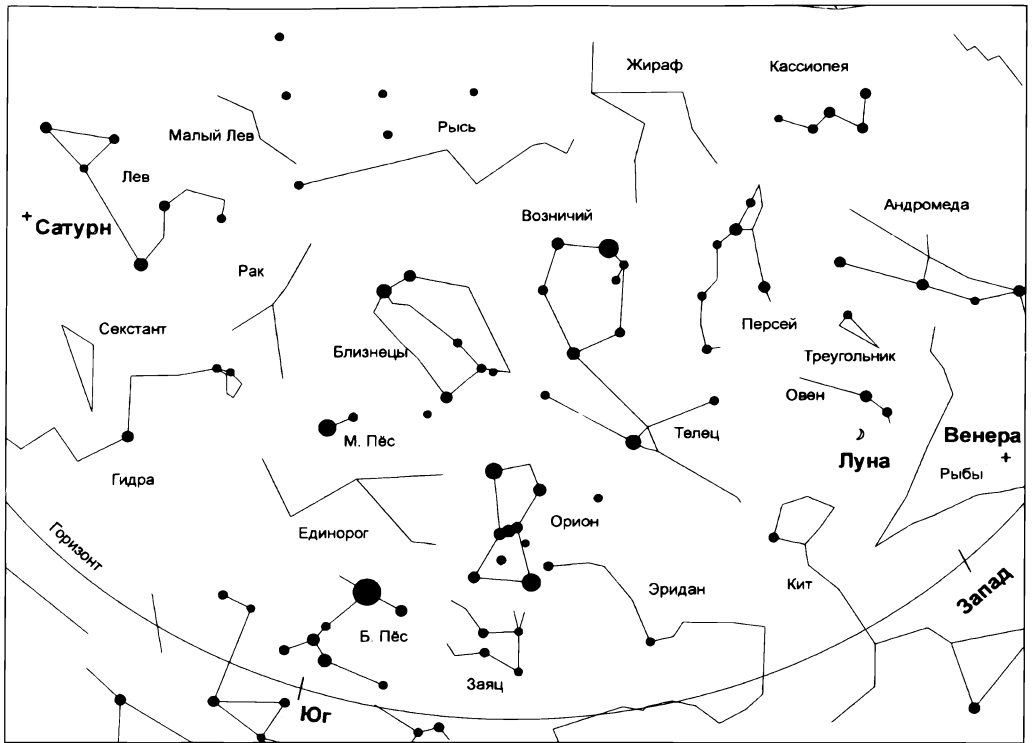 Жираф
Кассиопея
Малый Лев
Рысь
Лев
Сатурн
Возничий
Андромеда
Рак
Секстант
Персей
Близнецы
Треугольник
Овен
М. Пёс
Телец
Венера
Луна
Гидра
Рыбы
Орион
Единорог
Горизонт
Эридан
Кит
Запад
Б. Пёс
Заяц
Юг